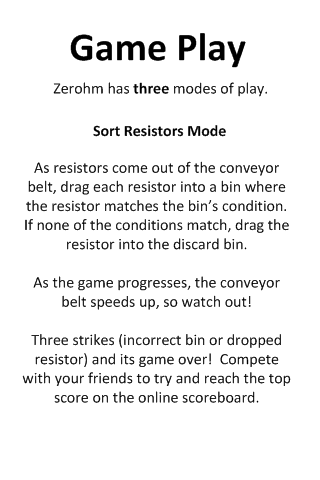 Game Play
Zerohm has three modes of play.
Sort Resistors Mode
As resistors come out of the conveyor
belt, drag each resistor into a bin where
the resistor matches the bin's condition.
If none of the conditions match, drag the
resistor into the discard bin.
As the game progresses, the conveyor
belt speeds up, so watch out!
Three strikes (incorrect bin or dropped
resistor) and its game over!  Compete
with your friends to try and reach the top
score on the online scoreboard.